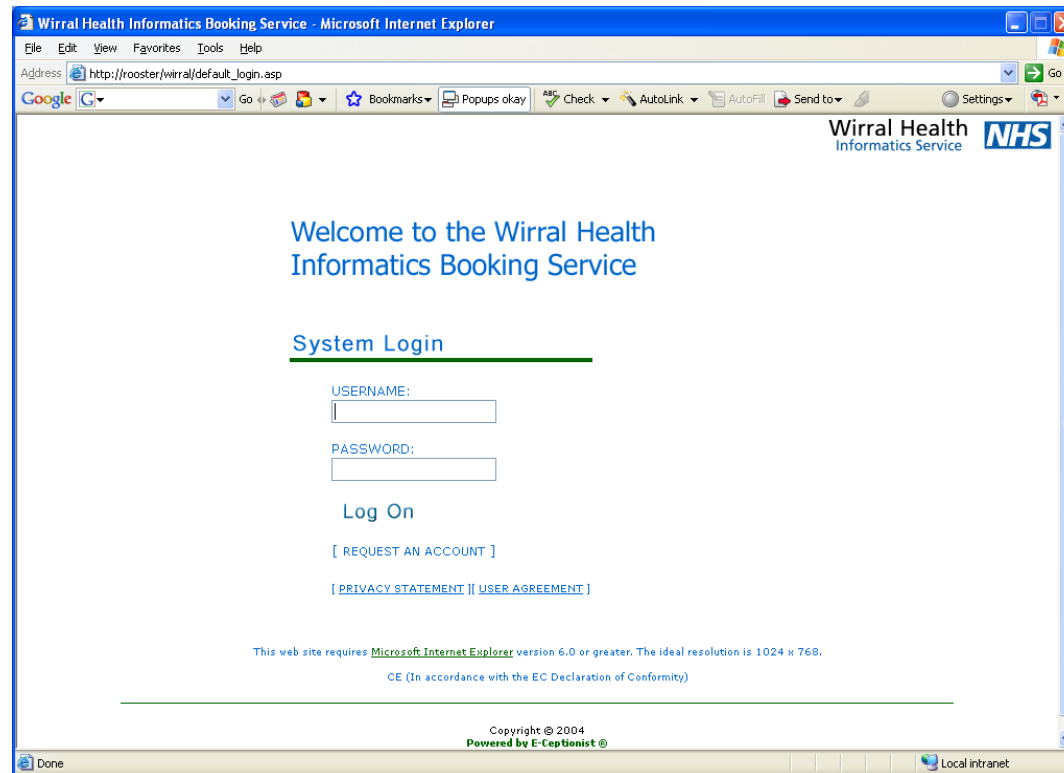 Wirral Health Informatics Booking Service - Microsoft Internet Explorer
File Edit View Favorites Tools Help
Address http://rooster/wirral/default_login.asp Go
Google G Go Bookmarks Popups okay ABC Check AutoLink AutoFill Send to Settings
Wirral Health
Informatics Service
NHS
Welcome to the Wirral Health
Informatics Booking Service
System Login
USERNAME:
PASSWORD:
Log On
[ REQUEST AN ACCOUNT ]
[ PRIVACY STATEMENT ][ USER AGREEMENT ]
This web site requires Microsoft Internet Explorer version 6.0 or greater. The ideal resolution is 1024 x 768.
CE (In accordance with the EC Declaration of Conformity)
Copyright © 2004
Powered by E-Ceptionist ®
Done Local intranet